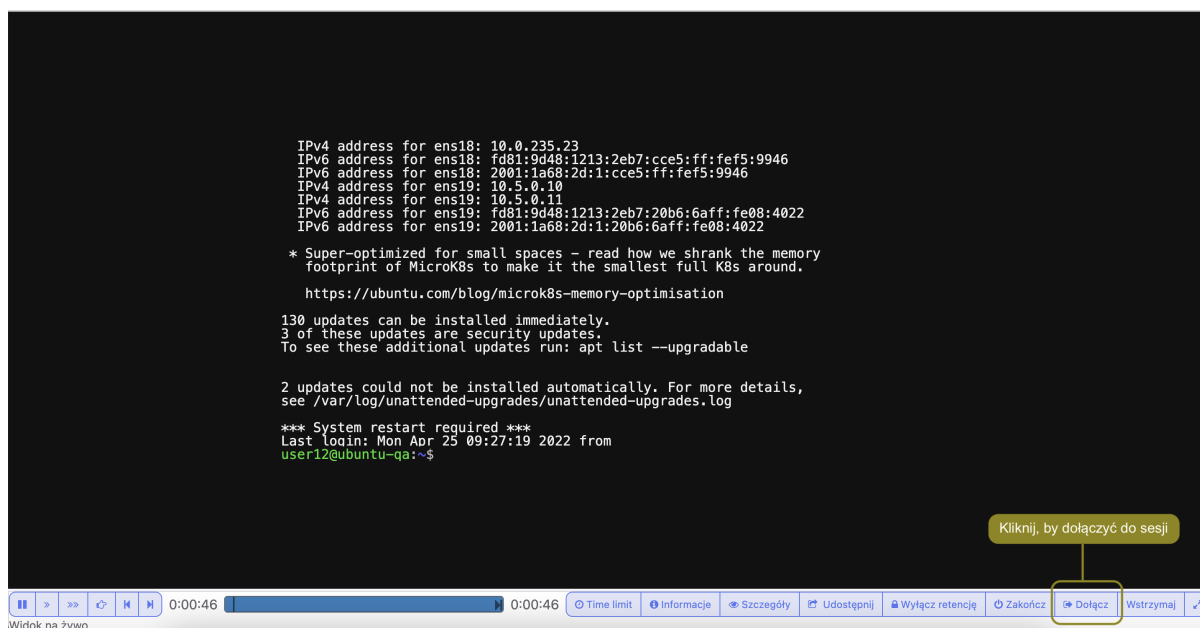 IPv4 address for ens18: 10.0.235.23
IPv6 address for ens18: fd81:9d48:1213:2eb7:cce5:ff:fef5:9946
IPv6 address for ens18: 2001:1a68:2d:1:cce5:ff:fef5:9946
IPv4 address for ens19: 10.5.0.10
IPv4 address for ens19: 10.5.0.11
IPv6 address for ens19: fd81:9d48:1213:2eb7:20b6:6aff:fe08:4022
IPv6 address for ens19: 2001:1a68:2d:1:20b6:6aff:fe08:4022
* Super-optimized for small spaces - read how we shrank the memory
footprint of MicroK8s to make it the smallest full K8s around.
https://ubuntu.com/blog/microk8s-memory-optimisation
130 updates can be installed immediately.
3 of these updates are security updates.
To see these additional updates run: apt list --upgradable
2 updates could not be installed automatically. For more details,
see /var/log/unattended-upgrades/unattended-upgrades.log
*** System restart required ***
Last login: Mon Apr 25 09:27:19 2022 from
user12@ubuntu-qa:~$
Kliknij, by dołączyć do sesji
0:00:46 0:00:46 Time limit Informacje Szczegóły Udostępnij Wyłącz retencję Zakończ Dołącz Wstrzymaj
Widok na żywo